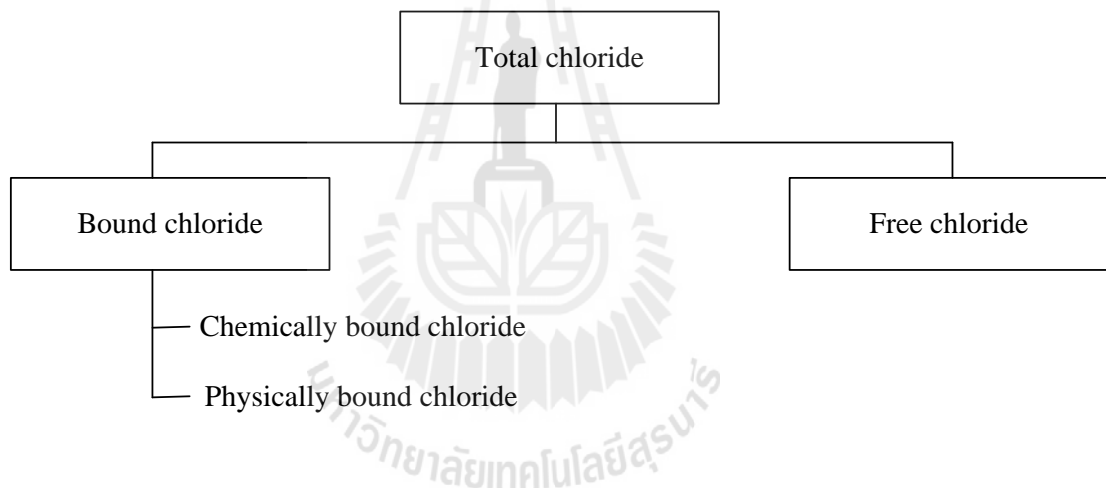 Total chloride
Bound chloride
Free chloride
Chemically bound chloride
Physically bound chloride
มหาวิทยาลัยเทคโนโลยีสุรนารี